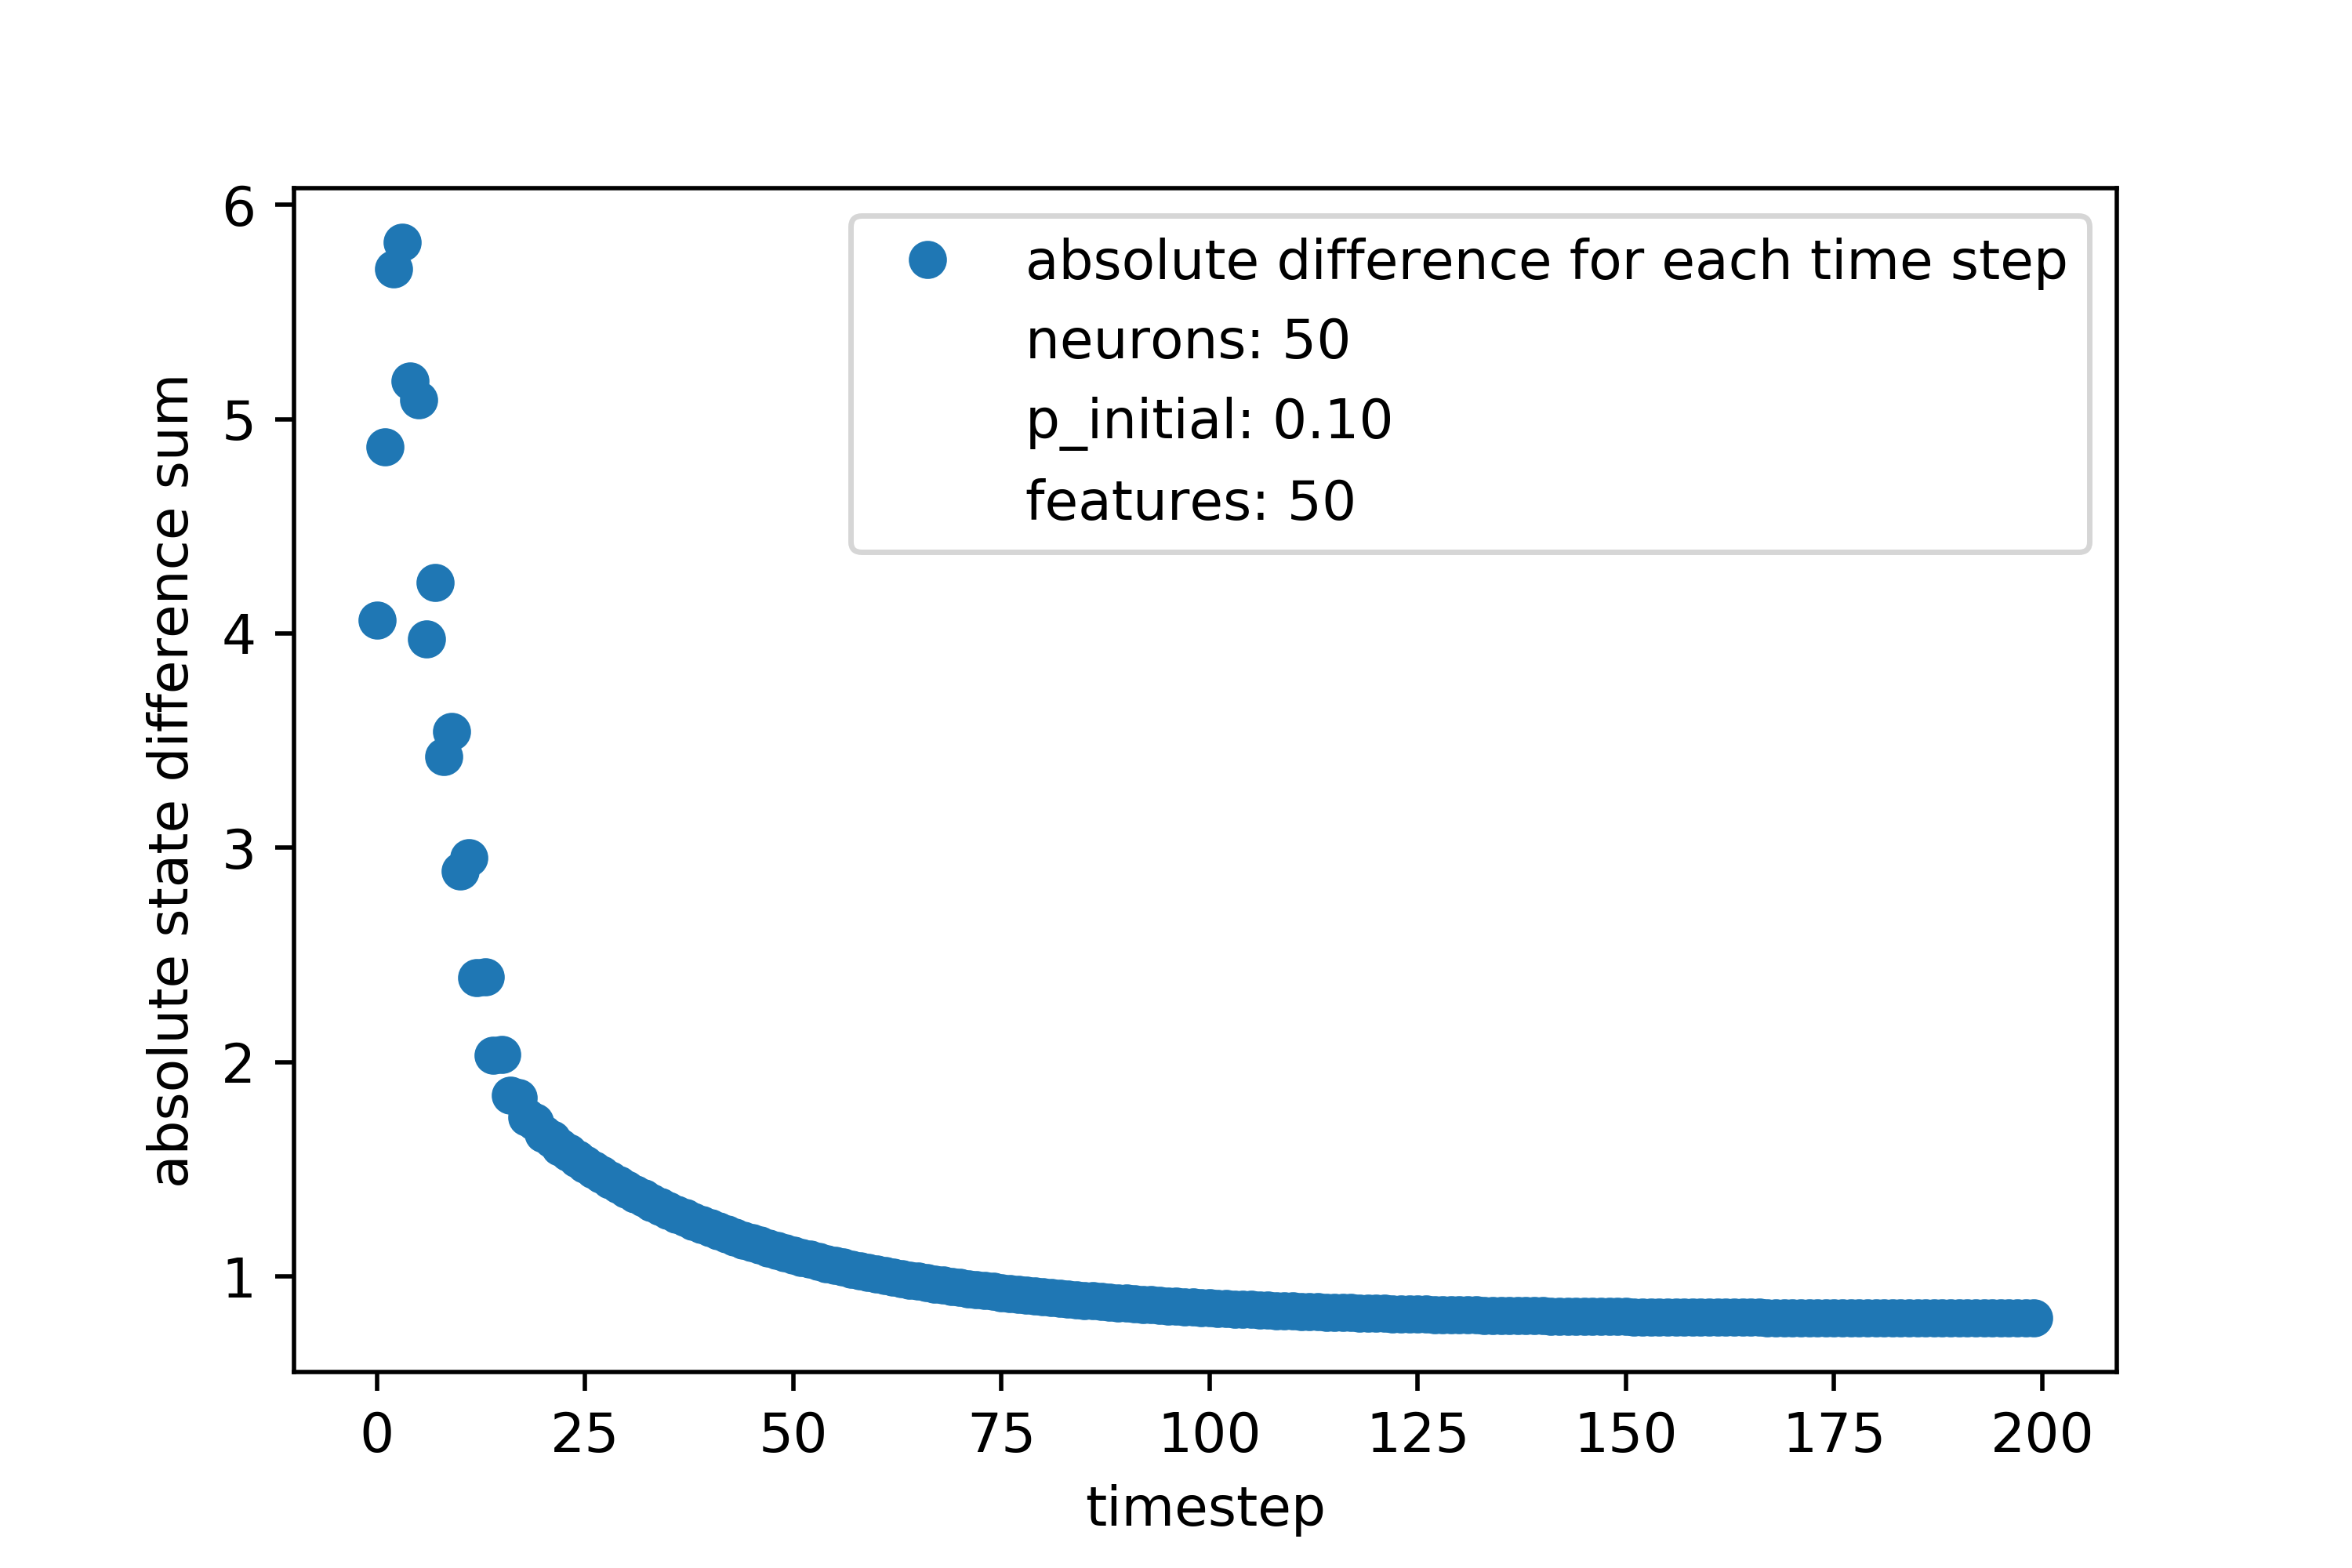 absolute difference for each time step
neurons: 50
p_initial: 0.10
features: 50
absolute state difference sum
6
5
4
3
2
1
0 25 50 75 100 125 150 175 200
timestep